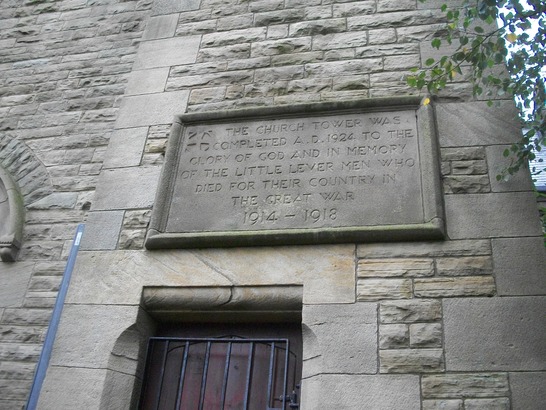 THE CHURCH TOWER WAS
COMPLETED A.D. 1924 TO THE
GLORY OF GOD AND IN MEMORY
OF THE LITTLE LEVER MEN WHO
DIED FOR THEIR COUNTRY IN
THE GREAT WAR
1914 – 1918